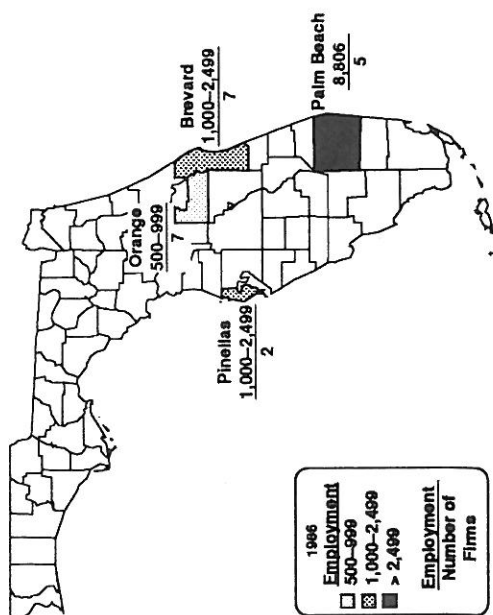 Brevard
1,000–2,499
7
Orange
500–999
7
Palm Beach
8,806
5
Pinellas
1,000–2,499
2
1986
Employment
500–999
1,000–2,499
> 2,499
Employment
Number of
Firms